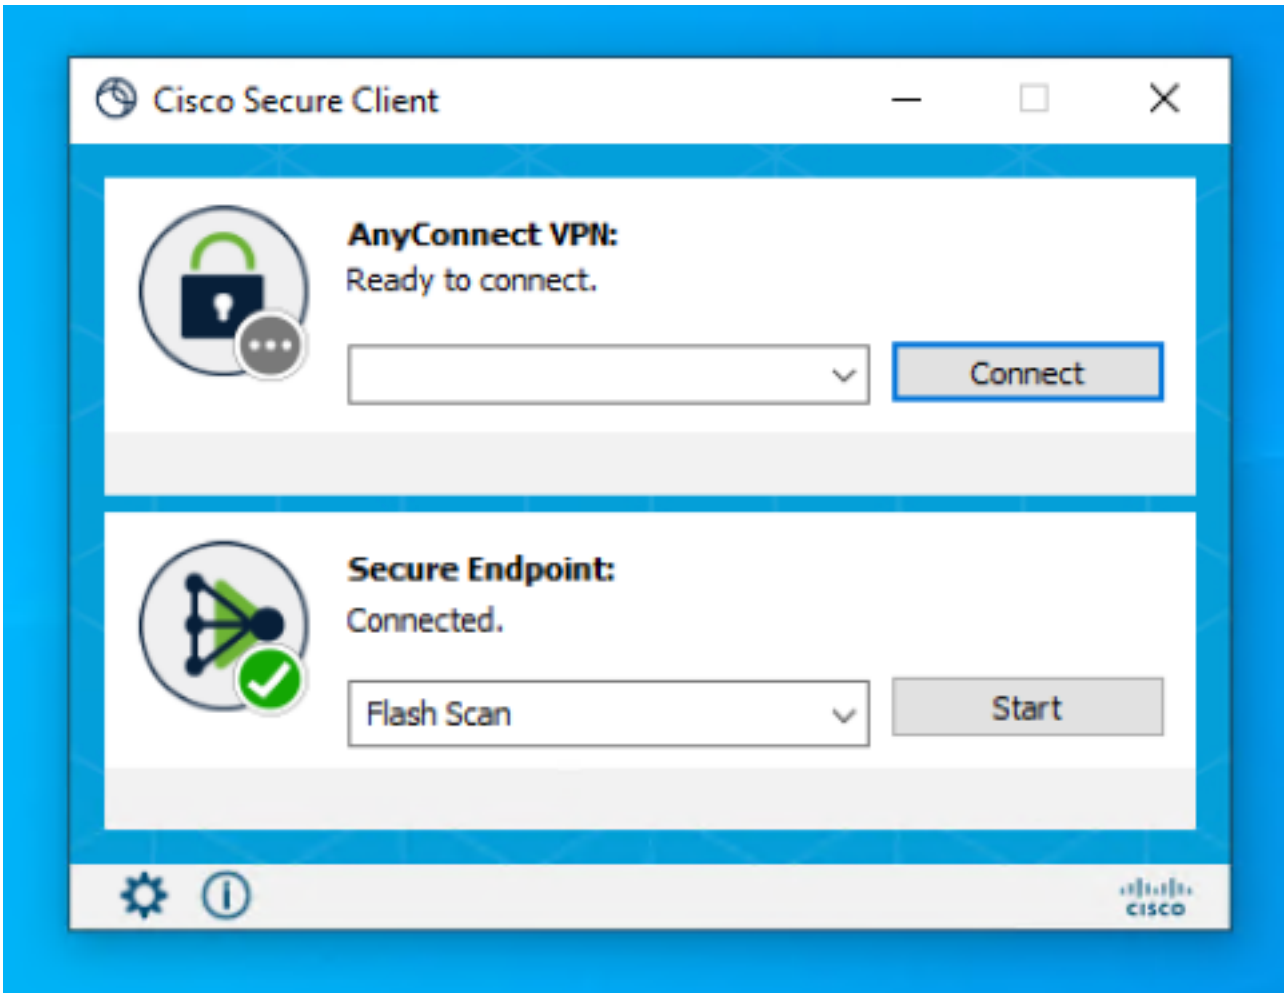 Cisco Secure Client
AnyConnect VPN:
Ready to connect.
Connect
Secure Endpoint:
Connected.
Flash Scan
Start
CISCO